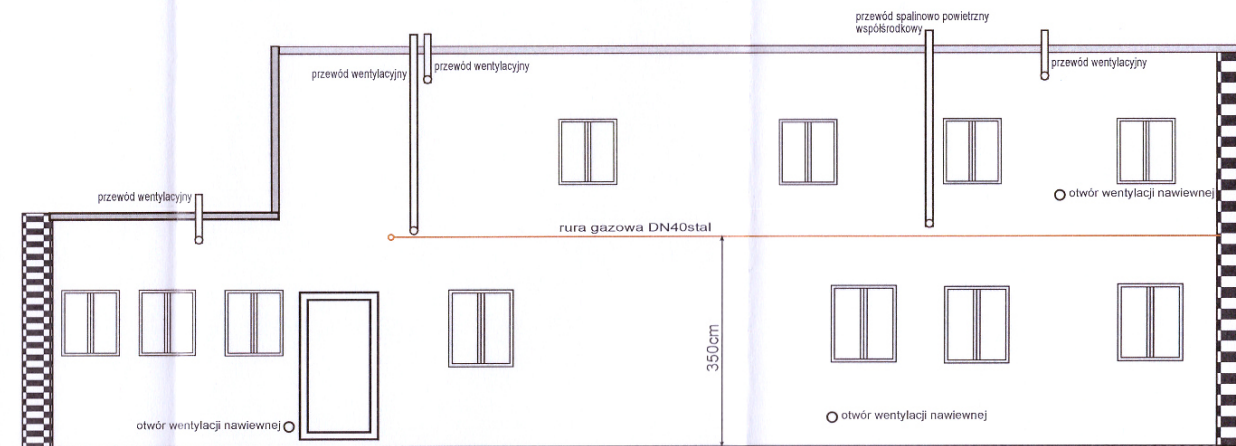 przewód spalinowo powietrzny
współśrodkowy
przewód wentylacyjny
przewód wentylacyjny
przewód wentylacyjny
przewód wentylacyjny
otwór wentylacji nawiewnej
rura gazowa DN40stal
350cm
otwór wentylacji nawiewnej
otwór wentylacji nawiewnej